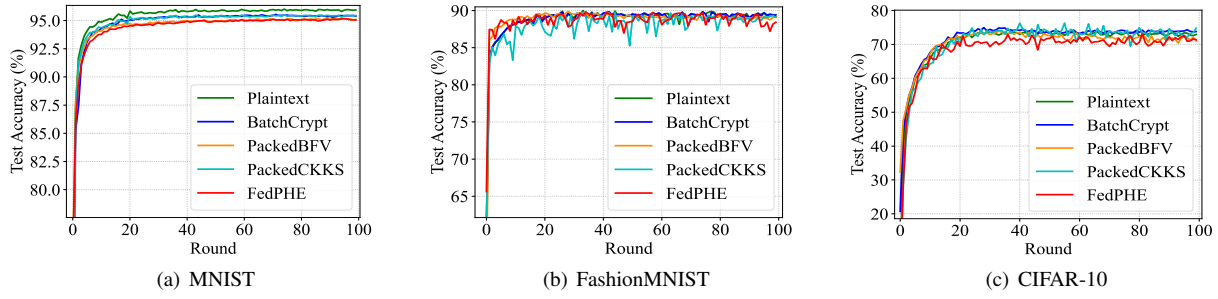 95.0
92.5
90.0
87.5
85.0
82.5
80.0
Test Accuracy (%)
Plaintext
BatchCrypt
PackedBFV
PackedCKKS
FedPHE
0 20 40 60 80 100
Round
(a) MNIST
90
85
80
75
70
65
Test Accuracy (%)
Plaintext
BatchCrypt
PackedBFV
PackedCKKS
FedPHE
0 20 40 60 80 100
Round
(b) FashionMNIST
80
70
60
50
40
30
20
Test Accuracy (%)
Plaintext
BatchCrypt
PackedBFV
PackedCKKS
FedPHE
0 20 40 60 80 100
Round
(c) CIFAR-10